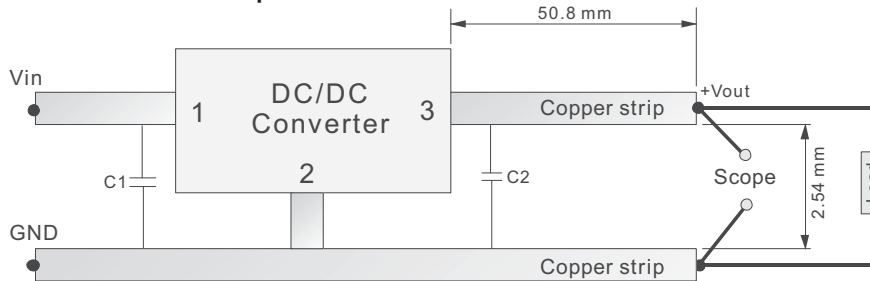 50.8 mm
Vin
DC/DC
Converter
1
3
2
Copper strip
+Vout
C1
C2
Scope
2.54 mm
GND
Copper strip